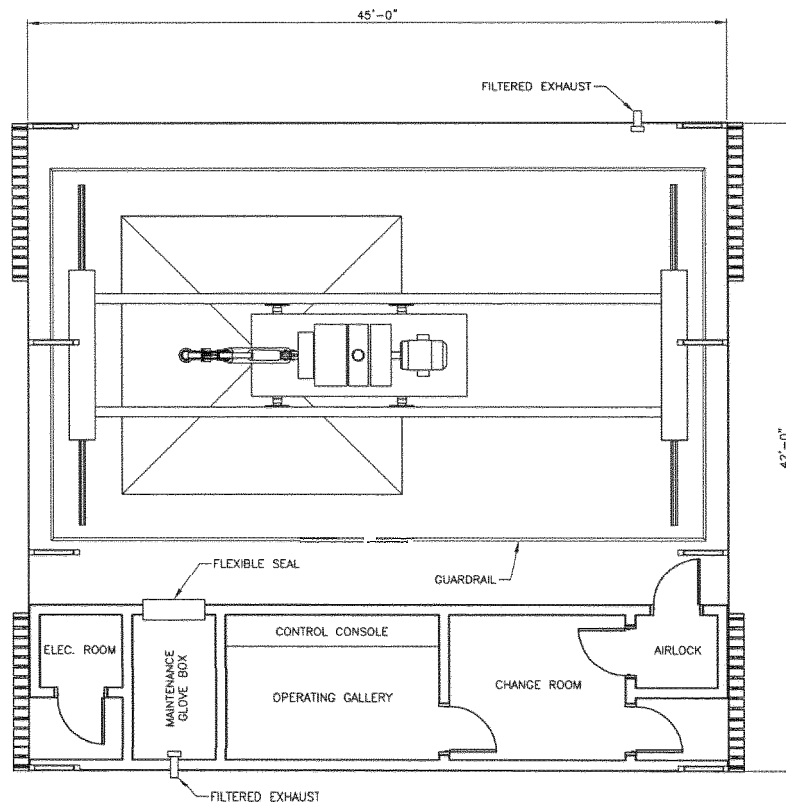 45'-0"
FILTERED EXHAUST
42'-0"
FLEXIBLE SEAL
GUARDRAIL
ELEC. ROOM
MAINTENANCE
GLOVE BOX
CONTROL CONSOLE
OPERATING GALLERY
CHANGE ROOM
AIRLOCK
FILTERED EXHAUST